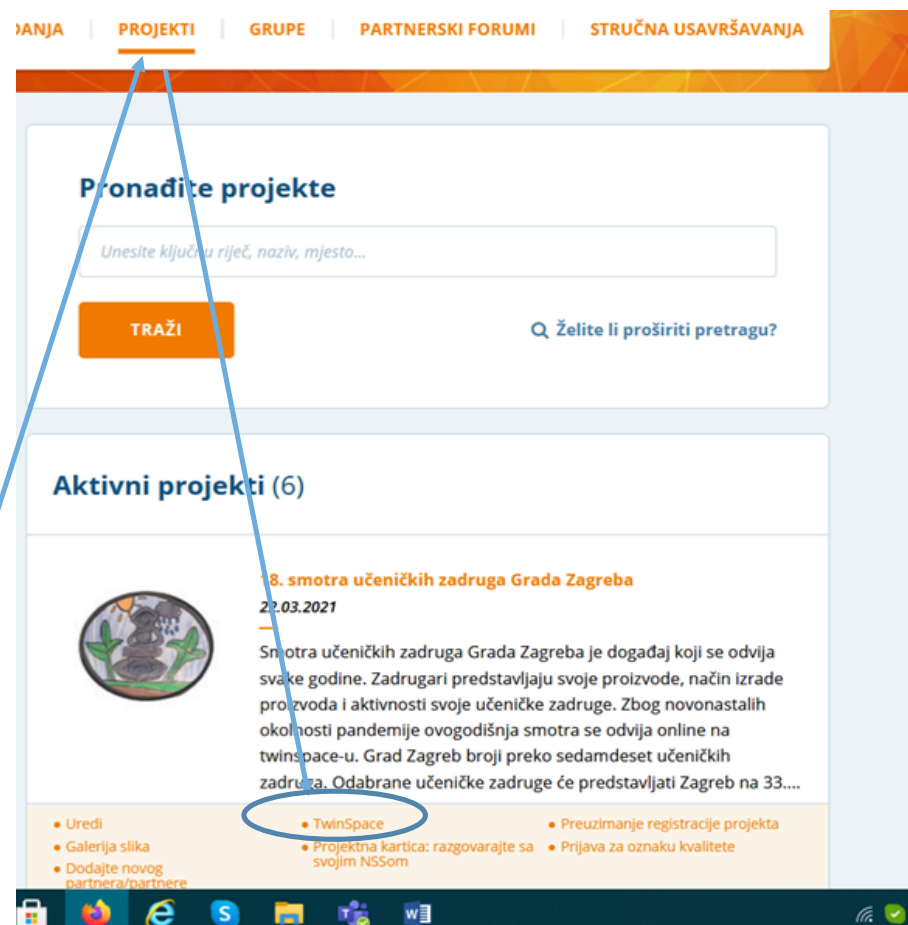 DANJA PROJEKTI GRUPE PARTNERSKI FORUMI STRUČNA USAVRŠAVANJA
Pronađite projekte
Unesite ključnu riječ, naziv, mjesto...
TRAŽI
Želite li proširiti pretragu?
Aktivni projekti (6)
18. smotra učeničkih zadruga Grada Zagreba
22.03.2021
Smotra učeničkih zadruga Grada Zagreba je događaj koji se odvija
svake godine. Zadrugari predstavljaju svoje proizvode, način izrade
proizvoda i aktivnosti svoje učeničke zadruge. Zbog novonastalih
okolnosti pandemije ovogodišnja smotra se odvija online na
twinspace-u. Grad Zagreb broji preko sedamdeset učeničkih
zadruga. Odabrane učeničke zadruge će predstavljati Zagreb na 33....
Uredi
Galerija slika
Dodajte novog
partnera/partnere
TwinSpace
Projektna kartica: razgovarajte sa
svojim NSSom
Preuzimanje registracije projekta
Prijava za oznaku kvalitete